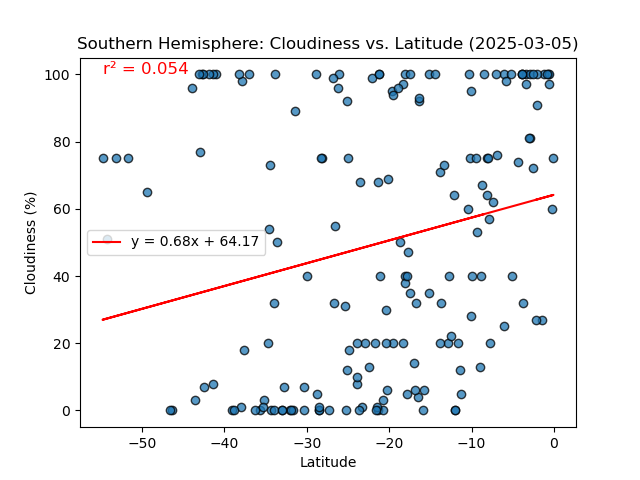 Southern Hemisphere: Cloudiness vs. Latitude (2025-03-05)
r² = 0.054
100
80
60
40
20
0
Cloudiness (%)
y = 0.68x + 64.17
−50
−40
−30
−20
−10
0
Latitude